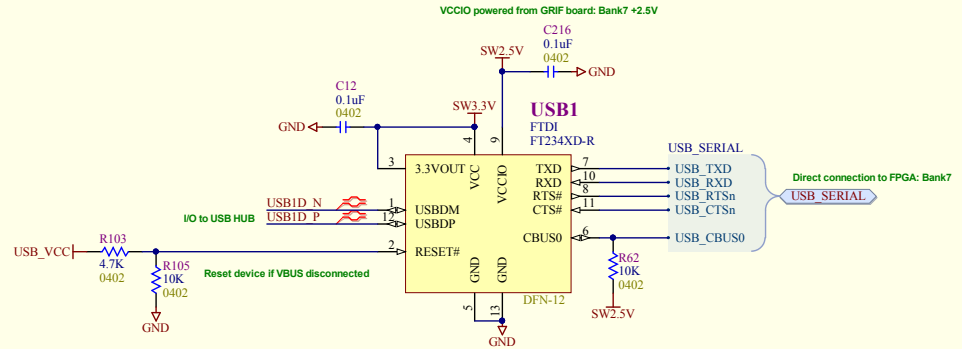 VCCIO powered from GRIF board: Bank7 +2.5V
C216
0.1uF
0402
SW2.5V
GND
C12
0.1uF
0402
GND
SW3.3V
USB1
FTDI
FT234XD-R
4
9
3
3.3VOUT
VCC
VCCIO
TXD
7
RXD
10
RTS#
8
CTS#
11
USB_SERIAL
USB_TXD
USB_RXD
USB_RTSn
USB_CTSn
Direct connection to FPGA: Bank7
USB_SERIAL
I/O to USB HUB
USB1D_N
USB1D_P
1
12
USBDM
USBDP
CBUS0
6
USB_CBUS0
USB_VCC
R103
4.7K
0402
2
RESET#
R105
10K
0402
GND
Reset device if VBUS disconnected
GND
GND
5
13
DFN-12
GND
R62
10K
0402
SW2.5V